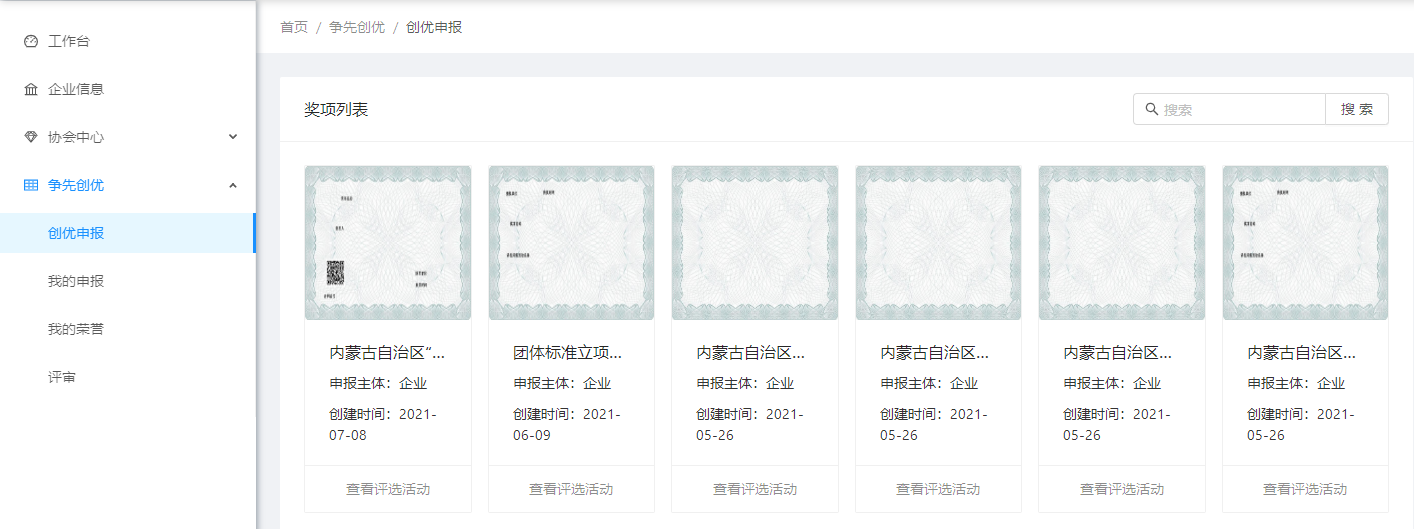 首页 / 争先创优 / 创优申报
工作台
企业信息
协会中心
争先创优
创优申报
我的申报
我的荣誉
评审
奖项列表
搜索
搜 索
内蒙古自治区“...
申报主体：企业
创建时间：2021-
07-08
查看评选活动
团体标准立项...
申报主体：企业
创建时间：2021-
06-09
查看评选活动
内蒙古自治区...
申报主体：企业
创建时间：2021-
05-26
查看评选活动
内蒙古自治区...
申报主体：企业
创建时间：2021-
05-26
查看评选活动
内蒙古自治区...
申报主体：企业
创建时间：2021-
05-26
查看评选活动
内蒙古自治区...
申报主体：企业
创建时间：2021-
05-26
查看评选活动